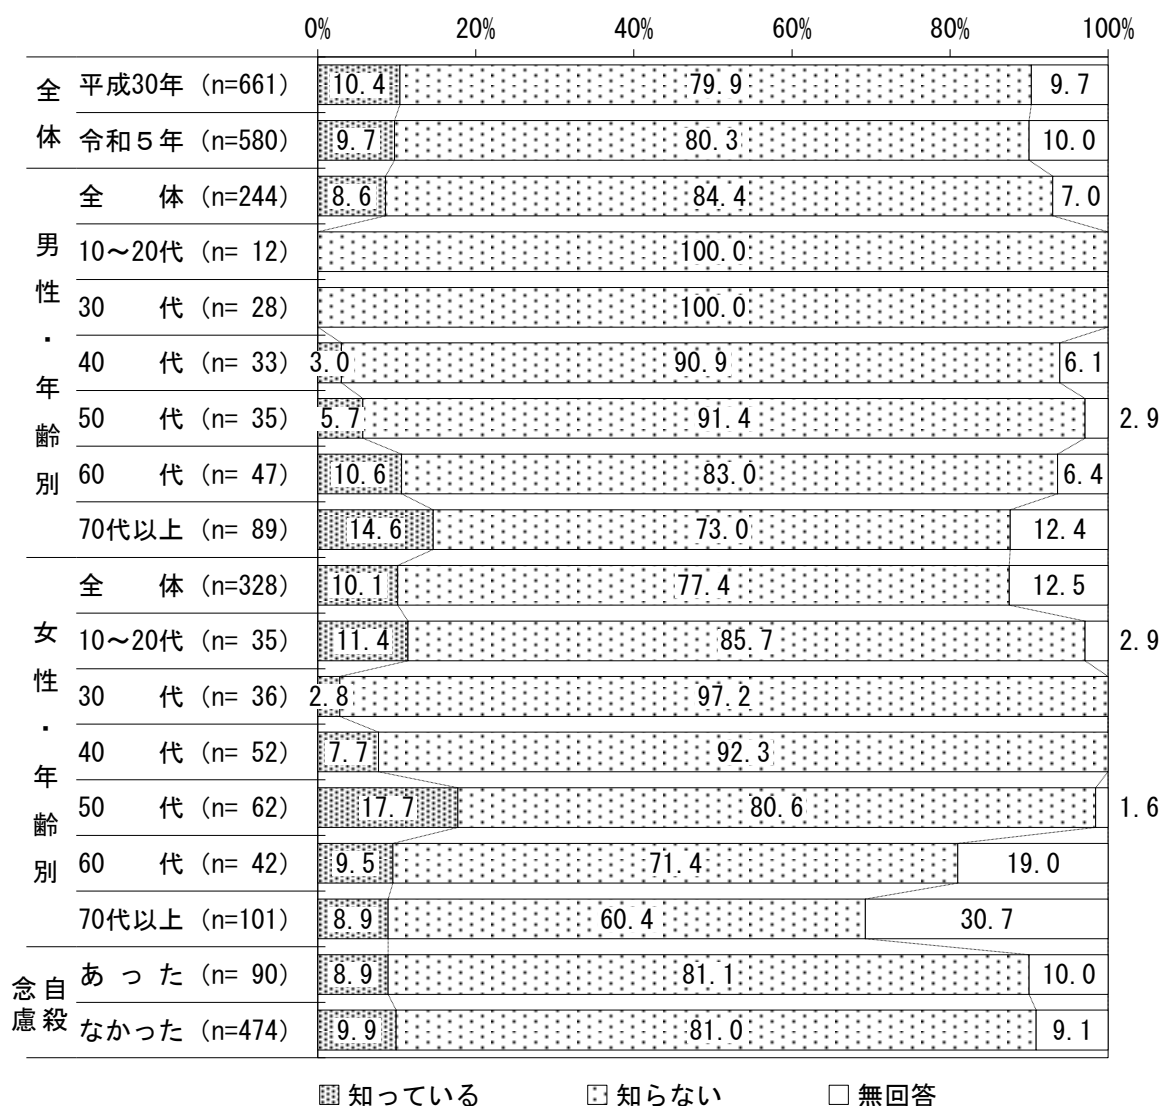 0% 20% 40% 60% 80% 100%
全体
平成30年 (n=661) 10.4 79.9 9.7
令和５年 (n=580) 9.7 80.3 10.0
男性・年齢別
全　体 (n=244) 8.6 84.4 7.0
10～20代 (n= 12) 100.0
30　代 (n= 28) 100.0
40　代 (n= 33) 3.0 90.9 6.1
50　代 (n= 35) 5.7 91.4 2.9
60　代 (n= 47) 10.6 83.0 6.4
70代以上 (n= 89) 14.6 73.0 12.4
女性・年齢別
全　体 (n=328) 10.1 77.4 12.5
10～20代 (n= 35) 11.4 85.7 2.9
30　代 (n= 36) 2.8 97.2
40　代 (n= 52) 7.7 92.3
50　代 (n= 62) 17.7 80.6 1.6
60　代 (n= 42) 9.5 71.4 19.0
70代以上 (n=101) 8.9 60.4 30.7
自殺念慮
あった (n= 90) 8.9 81.1 10.0
なかった (n=474) 9.9 81.0 9.1
知っている 知らない 無回答